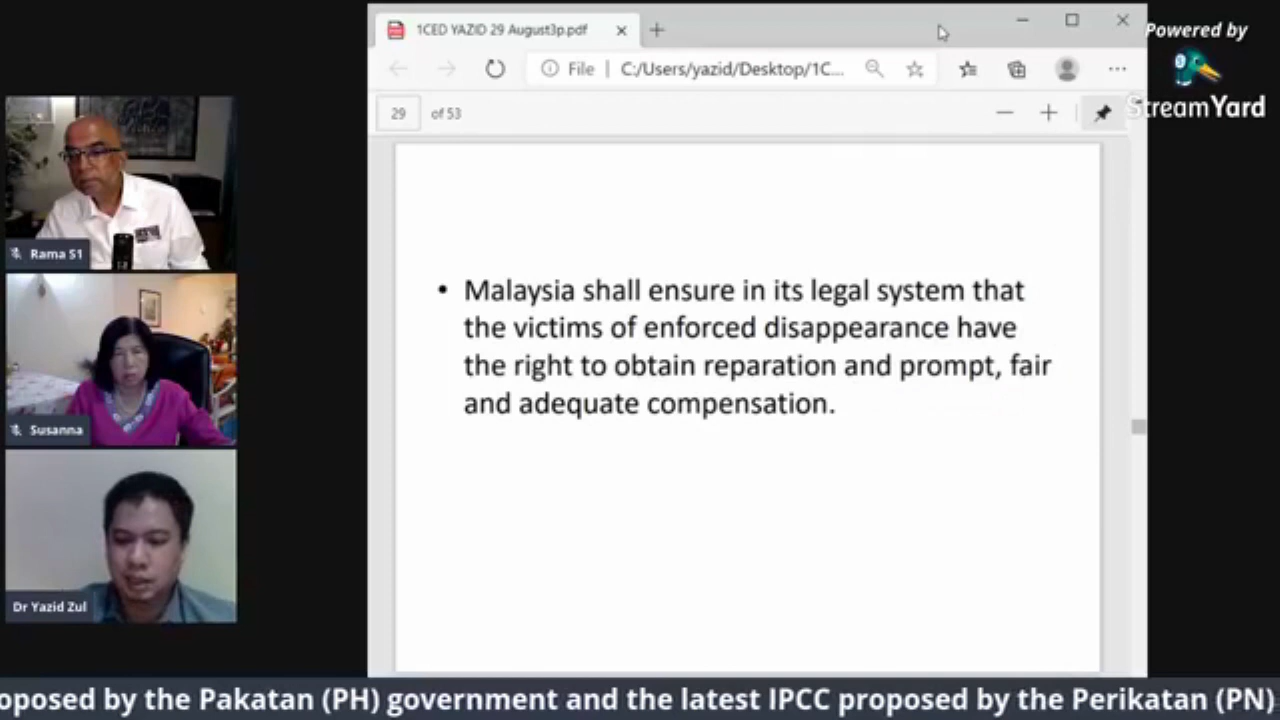 1CED YAZID 29 August3p.pdf
File | C:/Users/yazid/Desktop/1C...
29 of 53
Powered by
StreamYard
Rama S1
Susanna
Dr Yazid Zul
• Malaysia shall ensure in its legal system that
the victims of enforced disappearance have
the right to obtain reparation and prompt, fair
and adequate compensation.
oposed by the Pakatan (PH) government and the latest IPCC proposed by the Perikatan (PN)